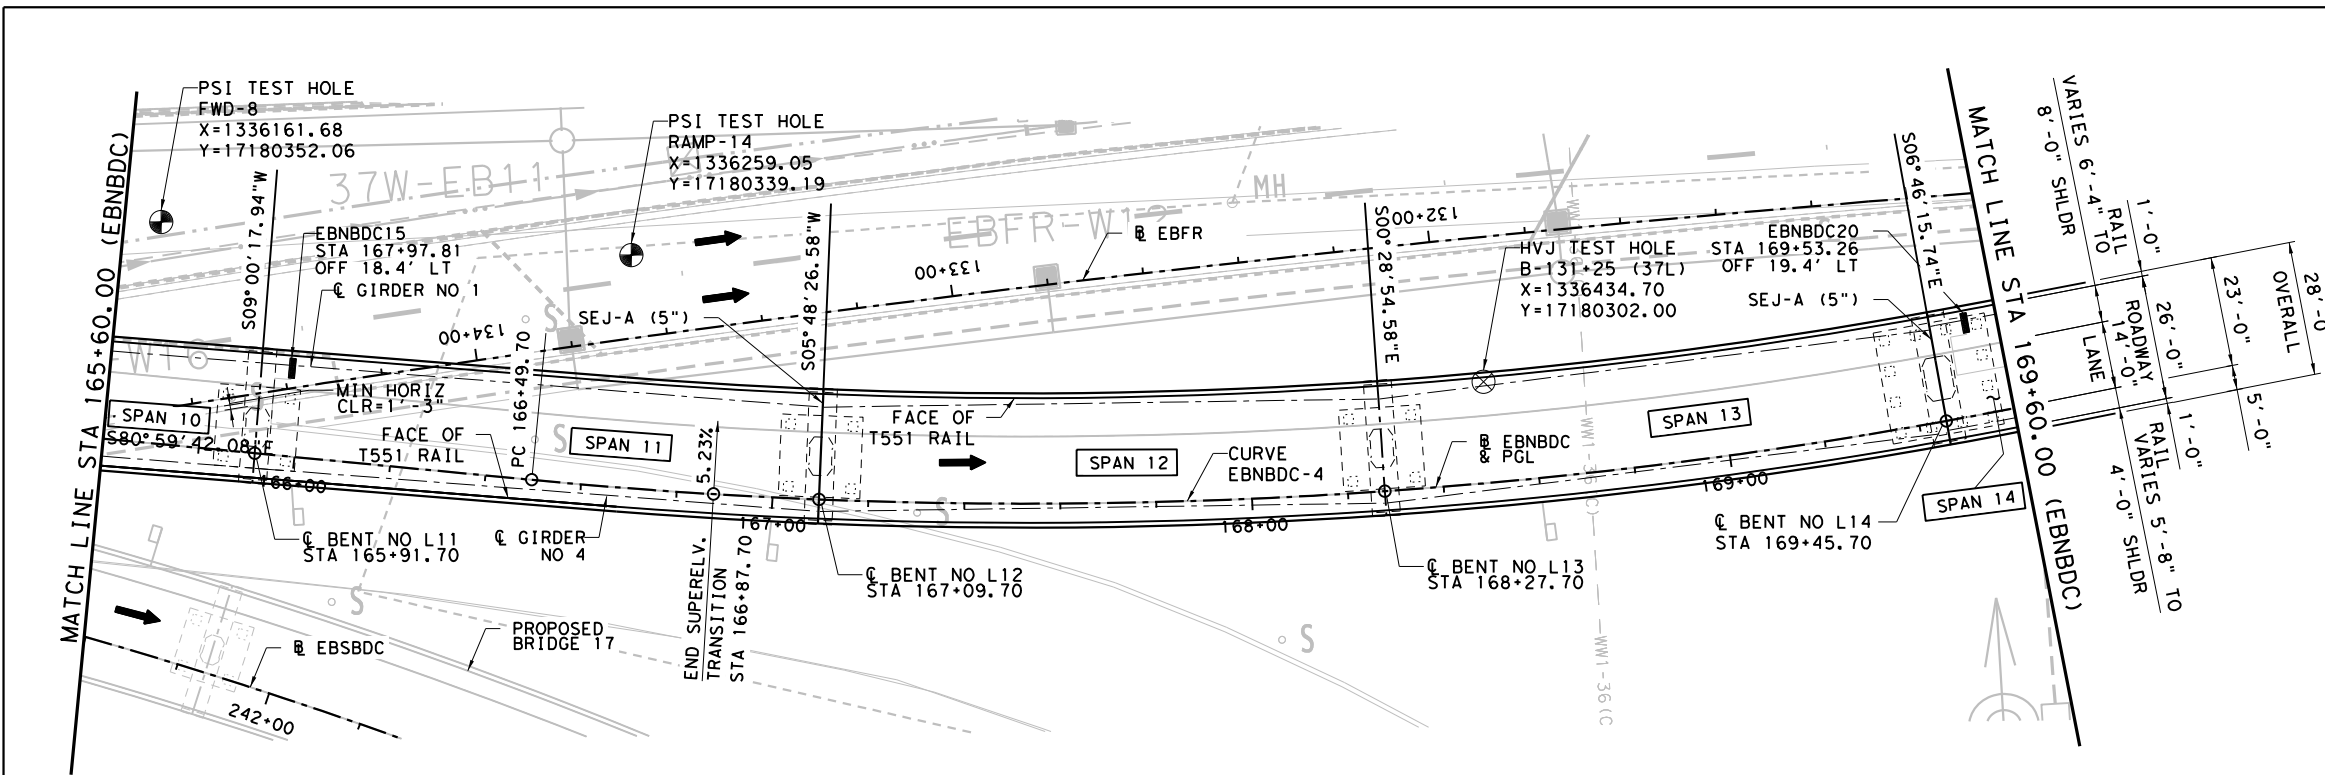 PSI TEST HOLE
FWD-8
X=1336161.68
Y=17180352.06
PSI TEST HOLE
RAMP-14
X=1336259.05
Y=17180339.19
MATCH LINE STA 165+60.00 (EBNBDC)
37W-EB11
S09°00'17.94"W
EBNBDC15
STA 167+97.81
OFF 18.4' LT
℄ GIRDER NO 1
134+00
W16
MIN HORIZ
CLR=1'-3"
SPAN 10
S80°59'42.08"E
FACE OF
T551 RAIL
166+00
PC 166+49.70
S
S
SPAN 11
SEJ-A (5")
S05°48'26.58"W
5.23%
133+00
EBFR-W1
MH
℄ BENT NO L11
STA 165+91.70
℄ GIRDER
NO 4
END SUPERELV.
TRANSITION
STA 166+87.70
167+00
℄ BENT NO L12
STA 167+09.70
FACE OF
T551 RAIL
SPAN 12
CURVE
EBNBDC-4
S
168+00
B̲L EBFR
S00°28'54.58"E
132+00
HVJ TEST HOLE
B-131+25 (37L)
X=1336434.70
Y=17180302.00
EBNBDC20
STA 169+53.26
OFF 19.4' LT
SEJ-A (5")
S06°46'15.74"E
SPAN 13
BL EBNBDC
& PGL
169+00
℄ BENT NO L13
STA 168+27.70
℄ BENT NO L14
STA 169+45.70
SPAN 14
MATCH LINE STA 169+60.00 (EBNBDC)
VARIES 6'-4" TO
8'-0" SHLDR
1'-0"
RAIL
26'-0"
ROADWAY
14'-0"
LANE
23'-0"
28'-0
OVERALL
5'-0"
1'-0"
RAIL
VARIES 5'-8" TO
4'-0" SHLDR
S
PROPOSED
BRIDGE 17
BL EBSBDC
242+00
S
WW1-36(C)
WW1-36(C